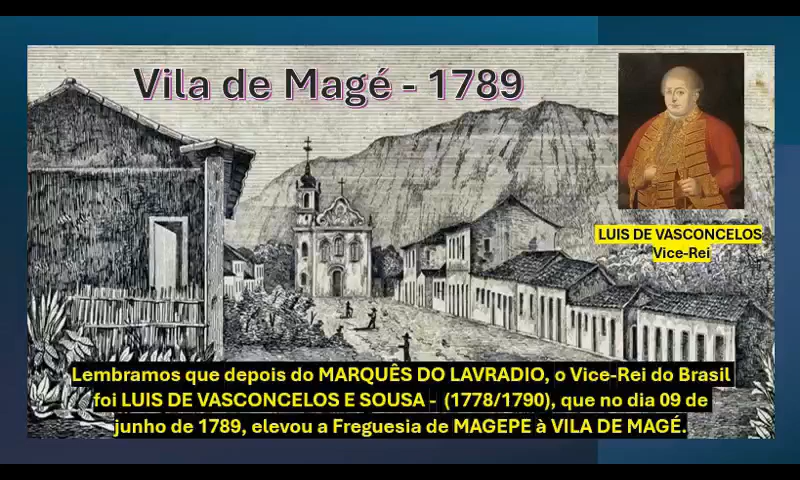 Vila de Magé - 1789
LUIS DE VASCONCELOS
Vice-Rei
Lembramos que depois do MARQUÊS DO LAVRADIO, o Vice-Rei do Brasil
foi LUIS DE VASCONCELOS E SOUSA - (1778/1790), que no dia 09 de
junho de 1789, elevou a Freguesia de MAGEPE à VILA DE MAGÉ.